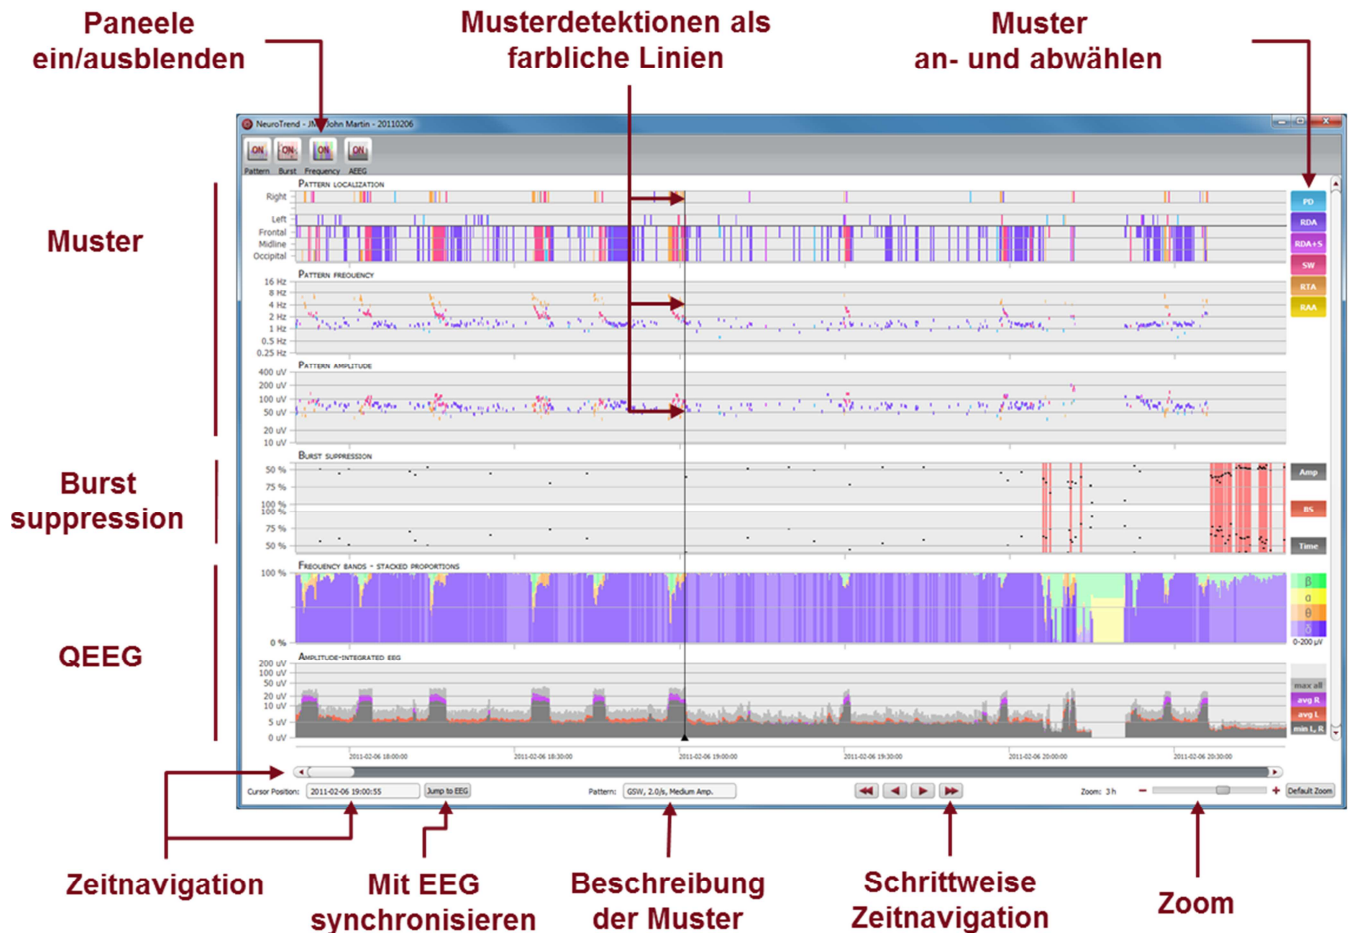 Paneele
ein/ausblenden
Musterdetektionen als
farbliche Linien
Muster
an- und abwählen
NeuroTrend - JM, John Martin - 20110206
ON ON ON ON
Pattern Burst Frequency AEEG
Muster
PATTERN LOCALIZATION
Right
Left
Frontal
Midline
Occipital
PD
RDA
RDA+S
SW
RTA
RAA
PATTERN FREQUENCY
16 Hz
8 Hz
4 Hz
2 Hz
1 Hz
0.5 Hz
0.25 Hz
PATTERN AMPLITUDE
400 uV
200 uV
100 uV
50 uV
20 uV
10 uV
Burst
suppression
BURST SUPPRESSION
50 %
75 %
100 %
100 %
75 %
50 %
Amp
BS
Time
QEEG
FREQUENCY BANDS - STACKED PROPORTIONS
100 %
0 %
β
α
θ
δ
0-200 µV
AMPLITUDE-INTEGRATED EEG
200 uV
100 uV
50 uV
20 uV
10 uV
5 uV
0 uV
max all
avg R
avg L
min L, R
2011-02-06 18:00:00 2011-02-06 18:30:00 2011-02-06 19:00:00 2011-02-06 19:30:00 2011-02-06 20:00:00 2011-02-06 20:30:00
Cursor Position: 2011-02-06 19:00:55 Jump to EEG Pattern: GSW, 2.0/s, Medium Amp. Zoom: 3 h Default Zoom
Zeitnavigation
Mit EEG
synchronisieren
Beschreibung
der Muster
Schrittweise
Zeitnavigation
Zoom